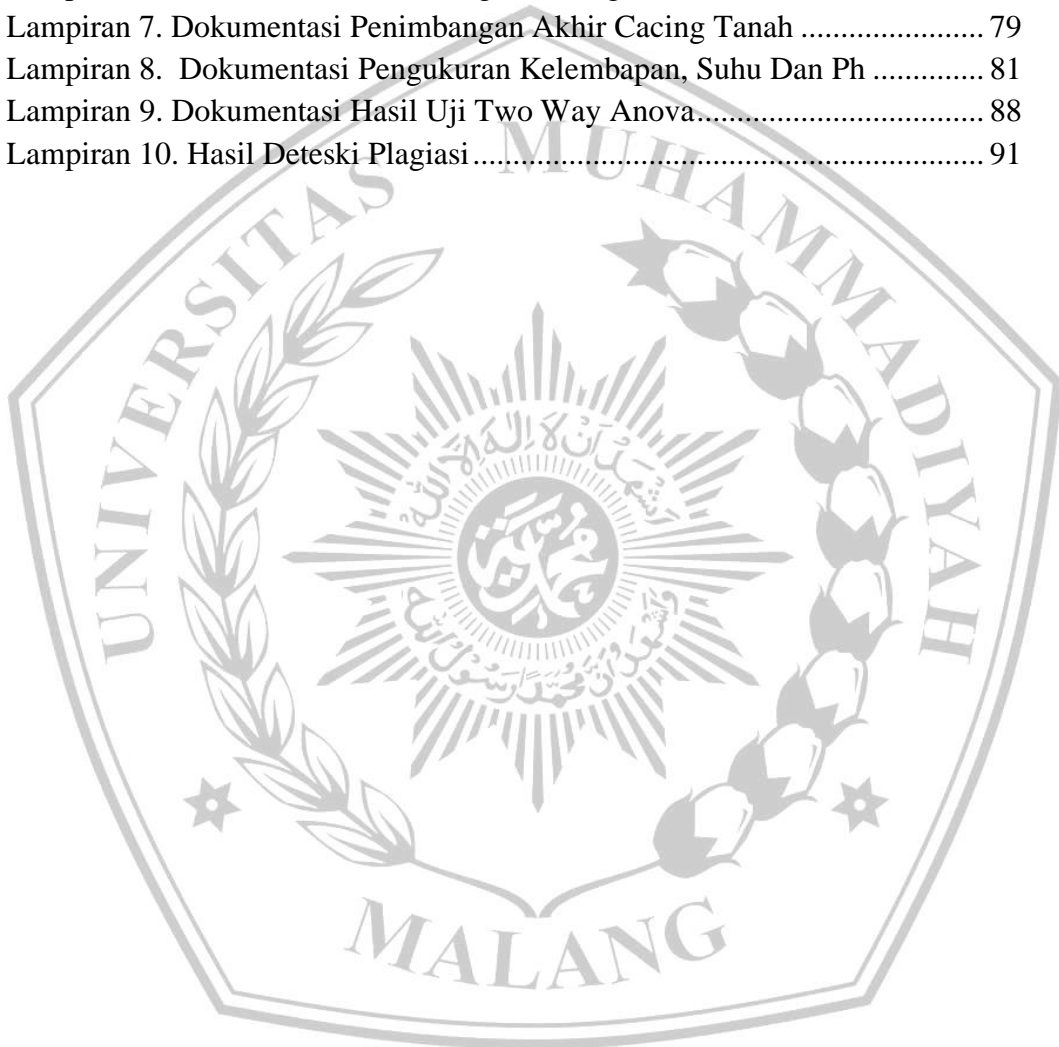 Lampiran 7. Dokumentasi Penimbangan Akhir Cacing Tanah ....................... 79
Lampiran 8.  Dokumentasi Pengukuran Kelembapan, Suhu Dan Ph .............. 81
Lampiran 9. Dokumentasi Hasil Uji Two Way Anova.................................... 88
Lampiran 10. Hasil Deteski Plagiasi................................................................ 91
UNIVERSITAS MUHAMMADIYAH
MALANG